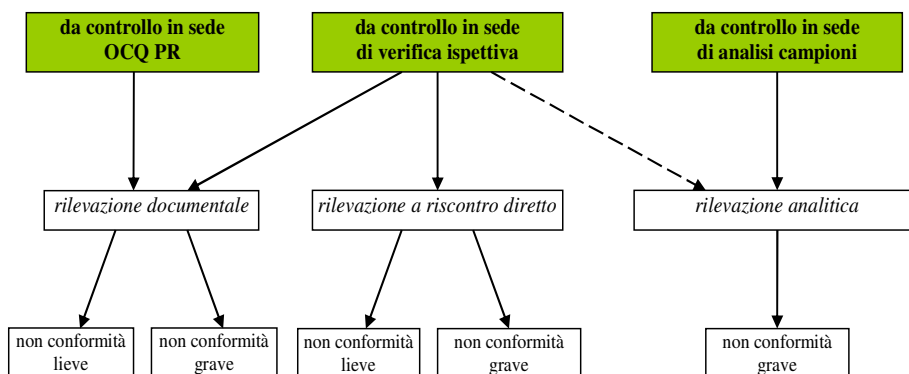 da controllo in sede
OCQ PR
da controllo in sede
di verifica ispettiva
da controllo in sede
di analisi campioni
rilevazione documentale
rilevazione a riscontro diretto
rilevazione analitica
non conformità
lieve
non conformità
grave
non conformità
lieve
non conformità
grave
non conformità
grave